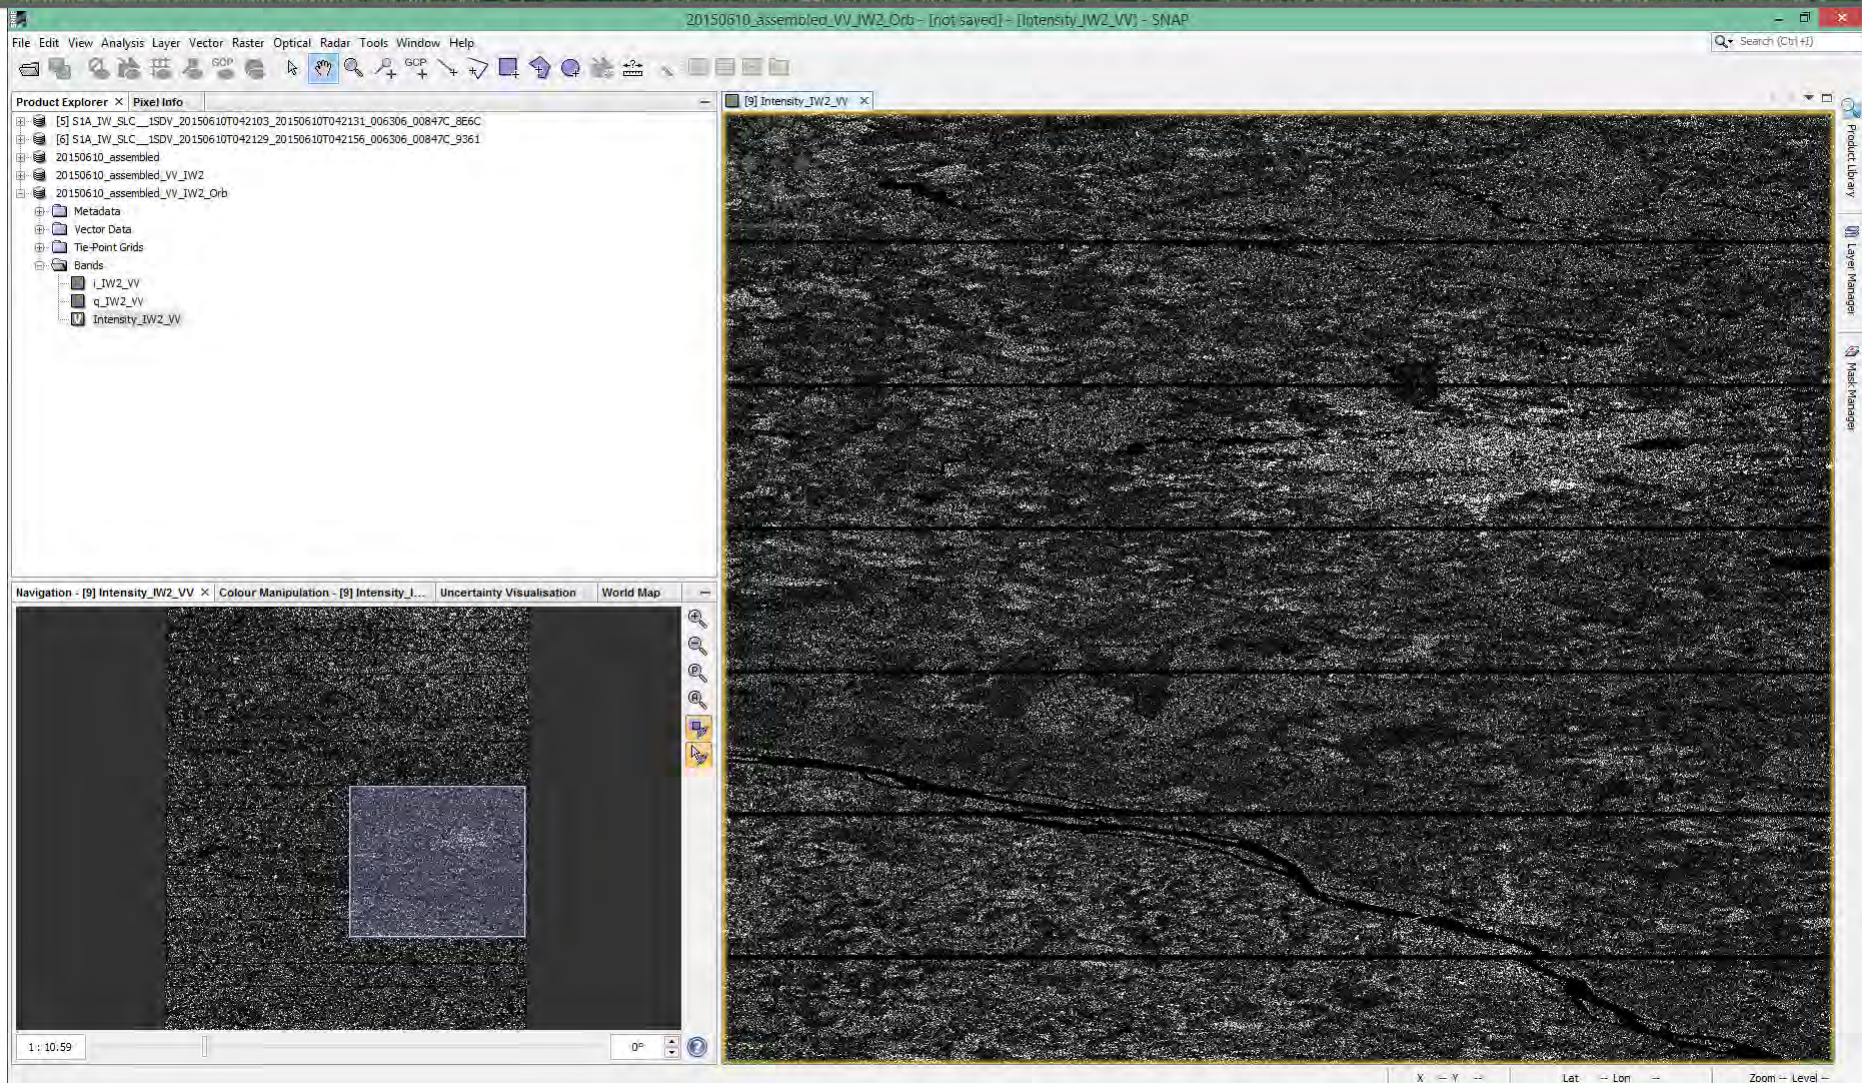 20150610_assembled_VV_IW2_Orb - [not saved] - [Intensity_IW2_VV] - SNAP
File Edit View Analysis Layer Vector Raster Optical Radar Tools Window Help
Search (Ctrl+I)
GCP GCP
Product Explorer Pixel Info
[9] Intensity_IW2_VV
[5] S1A_IW_SLC__1SDV_20150610T042103_20150610T042131_006306_00847C_8E6C
[6] S1A_IW_SLC__1SDV_20150610T042129_20150610T042156_006306_00847C_9361
20150610_assembled
20150610_assembled_VV_IW2
20150610_assembled_VV_IW2_Orb
Metadata
Vector Data
Tie-Point Grids
Bands
i_IW2_VV
q_IW2_VV
Intensity_IW2_VV
Product Library
Layer Manager
Mask Manager
Navigation - [9] Intensity_IW2_VV Colour Manipulation - [9] Intensity_I... Uncertainty Visualisation World Map
1 : 10.59
0°
X -- Y -- Lat -- Lon -- Zoom -- Level --